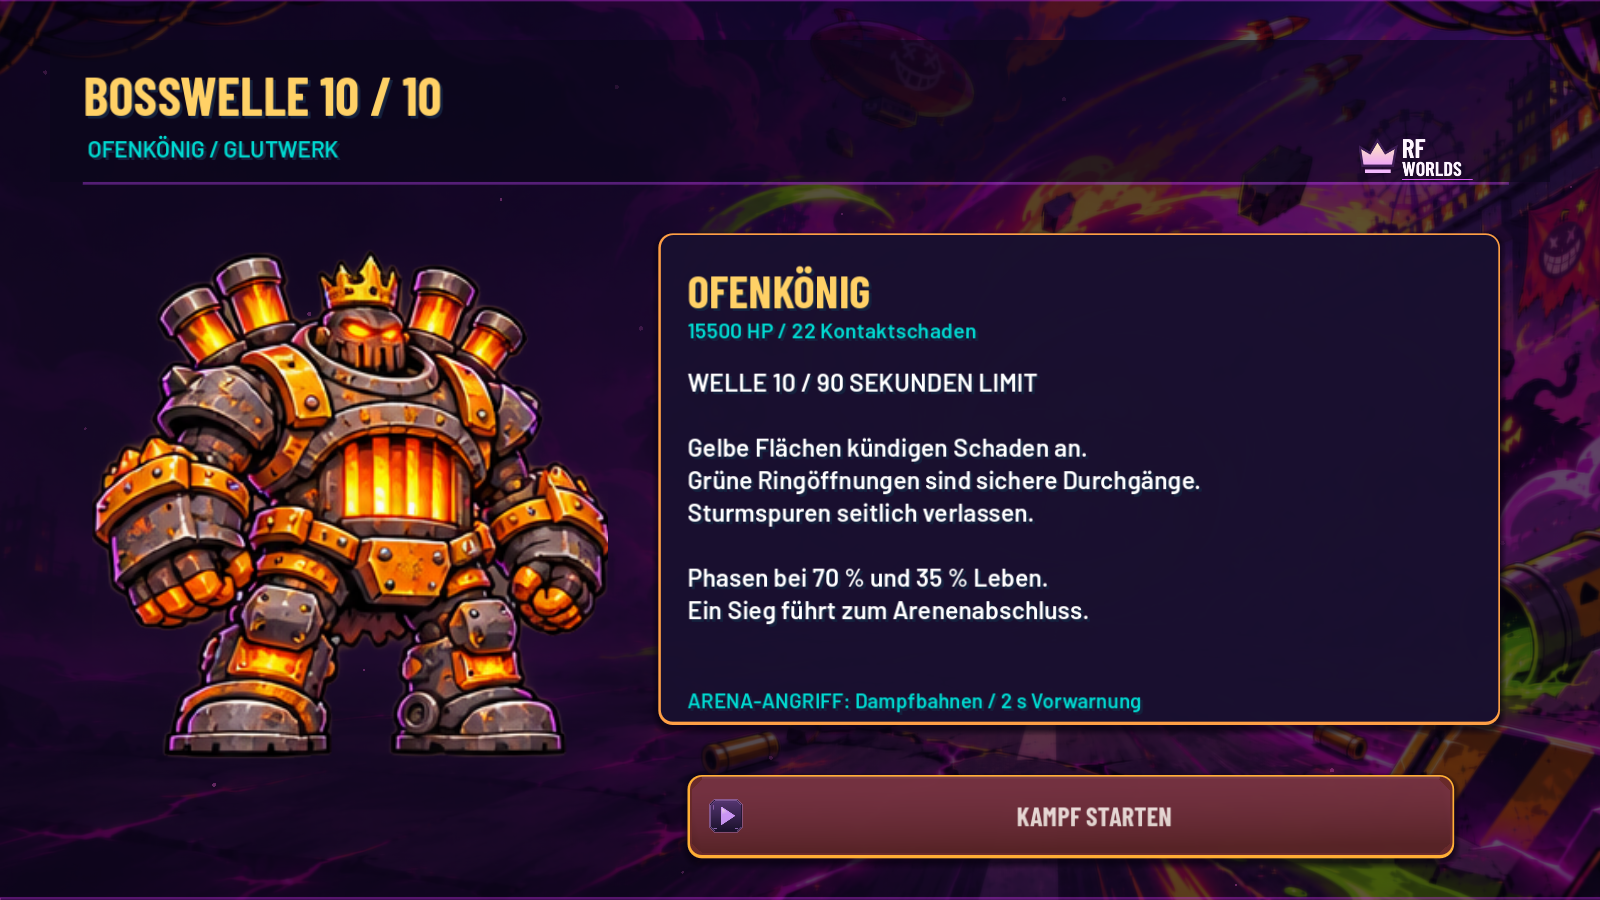 BOSSWELLE 10 / 10
OFENKÖNIG / GLUTWERK
RF
WORLDS
OFENKÖNIG
15500 HP / 22 Kontaktschaden
WELLE 10 / 90 SEKUNDEN LIMIT
Gelbe Flächen kündigen Schaden an.
Grüne Ringöffnungen sind sichere Durchgänge.
Sturmspuren seitlich verlassen.
Phasen bei 70 % und 35 % Leben.
Ein Sieg führt zum Arenenabschluss.
ARENA-ANGRIFF: Dampfbahnen / 2 s Vorwarnung
KAMPF STARTEN